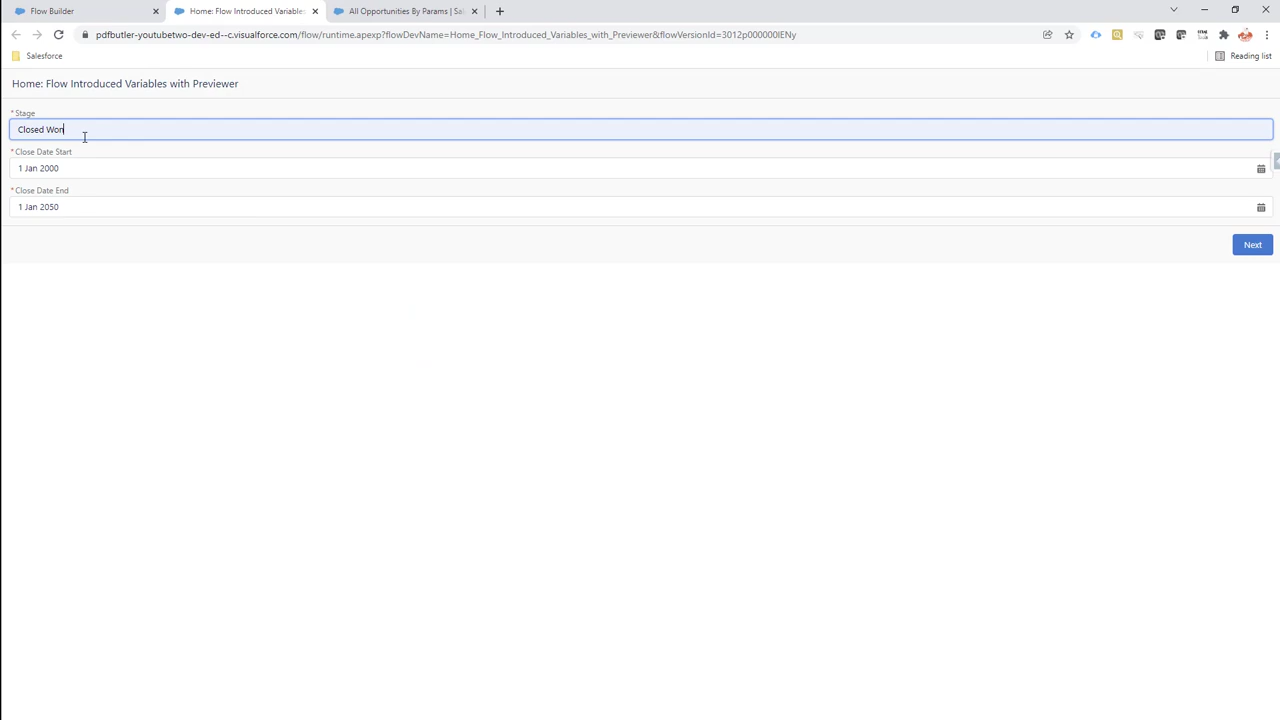 Flow Builder
Home: Flow Introduced Variables
All Opportunities By Params | Sal
pdfbutler-youtubetwo-dev-ed--c.visualforce.com/flow/runtime.apexp?flowDevName=Home_Flow_Introduced_Variables_with_Previewer&flowVersionId=3012p000000IENy
Salesforce
Reading list
Home: Flow Introduced Variables with Previewer
* Stage
Closed Won
* Close Date Start
1 Jan 2000
* Close Date End
1 Jan 2050
Next